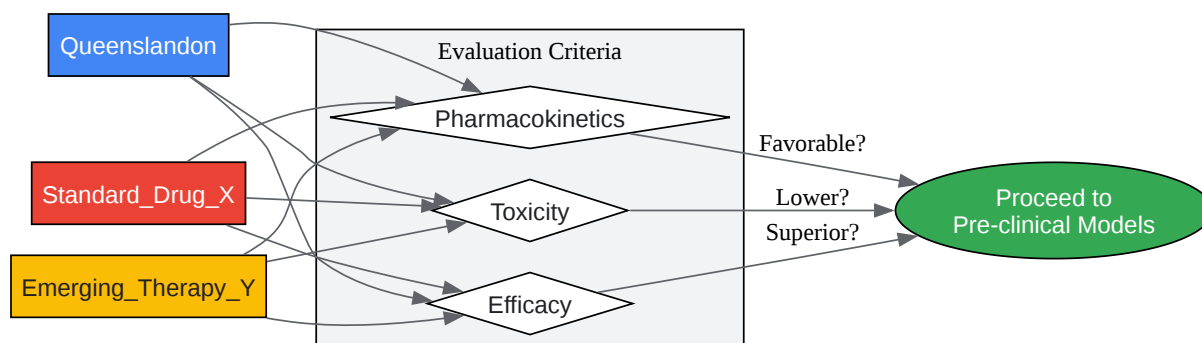 Queenslandon
Standard_Drug_X
Emerging_Therapy_Y
Evaluation Criteria
Pharmacokinetics
Toxicity
Efficacy
Favorable?
Lower?
Superior?
Proceed to
Pre-clinical Models